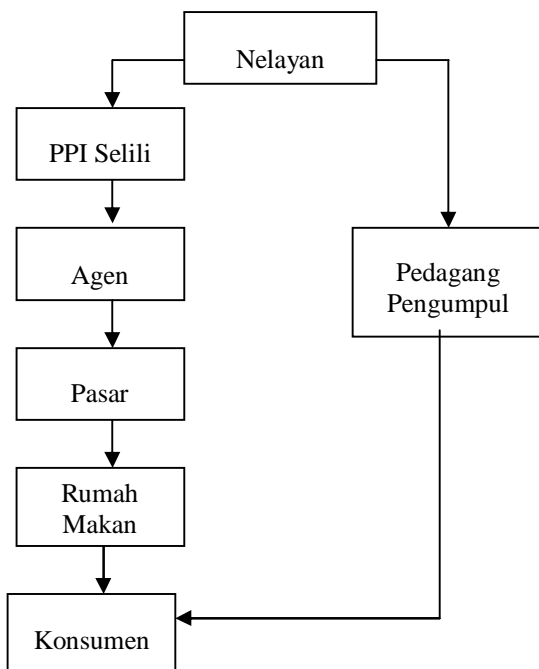 Nelayan
PPI Selili
Agen
Pedagang
Pengumpul
Pasar
Rumah
Makan
Konsumen